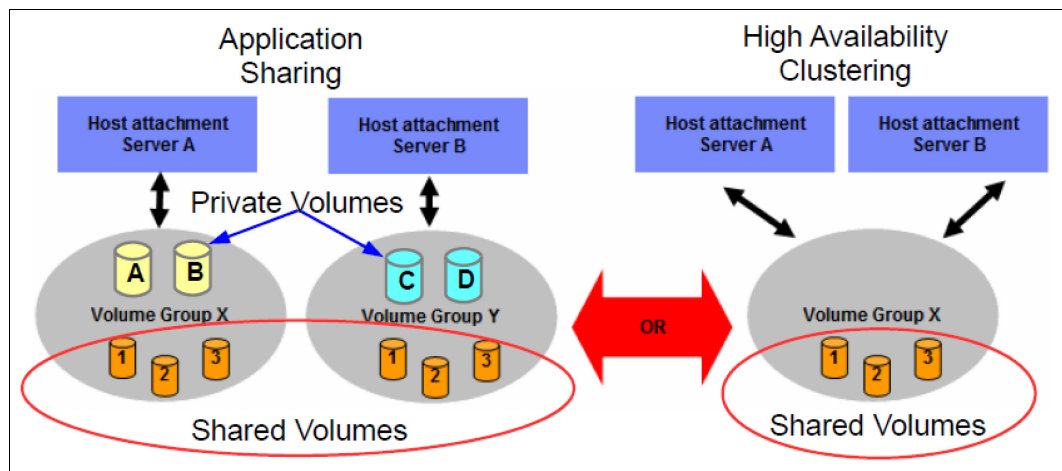 Application
Sharing
High Availability
Clustering
Host attachment
Server A
Host attachment
Server B
Host attachment
Server A
Host attachment
Server B
Private Volumes
A
B
C
D
Volume Group X
Volume Group Y
OR
Volume Group X
1
2
3
1
2
3
1
2
3
Shared Volumes
Shared Volumes